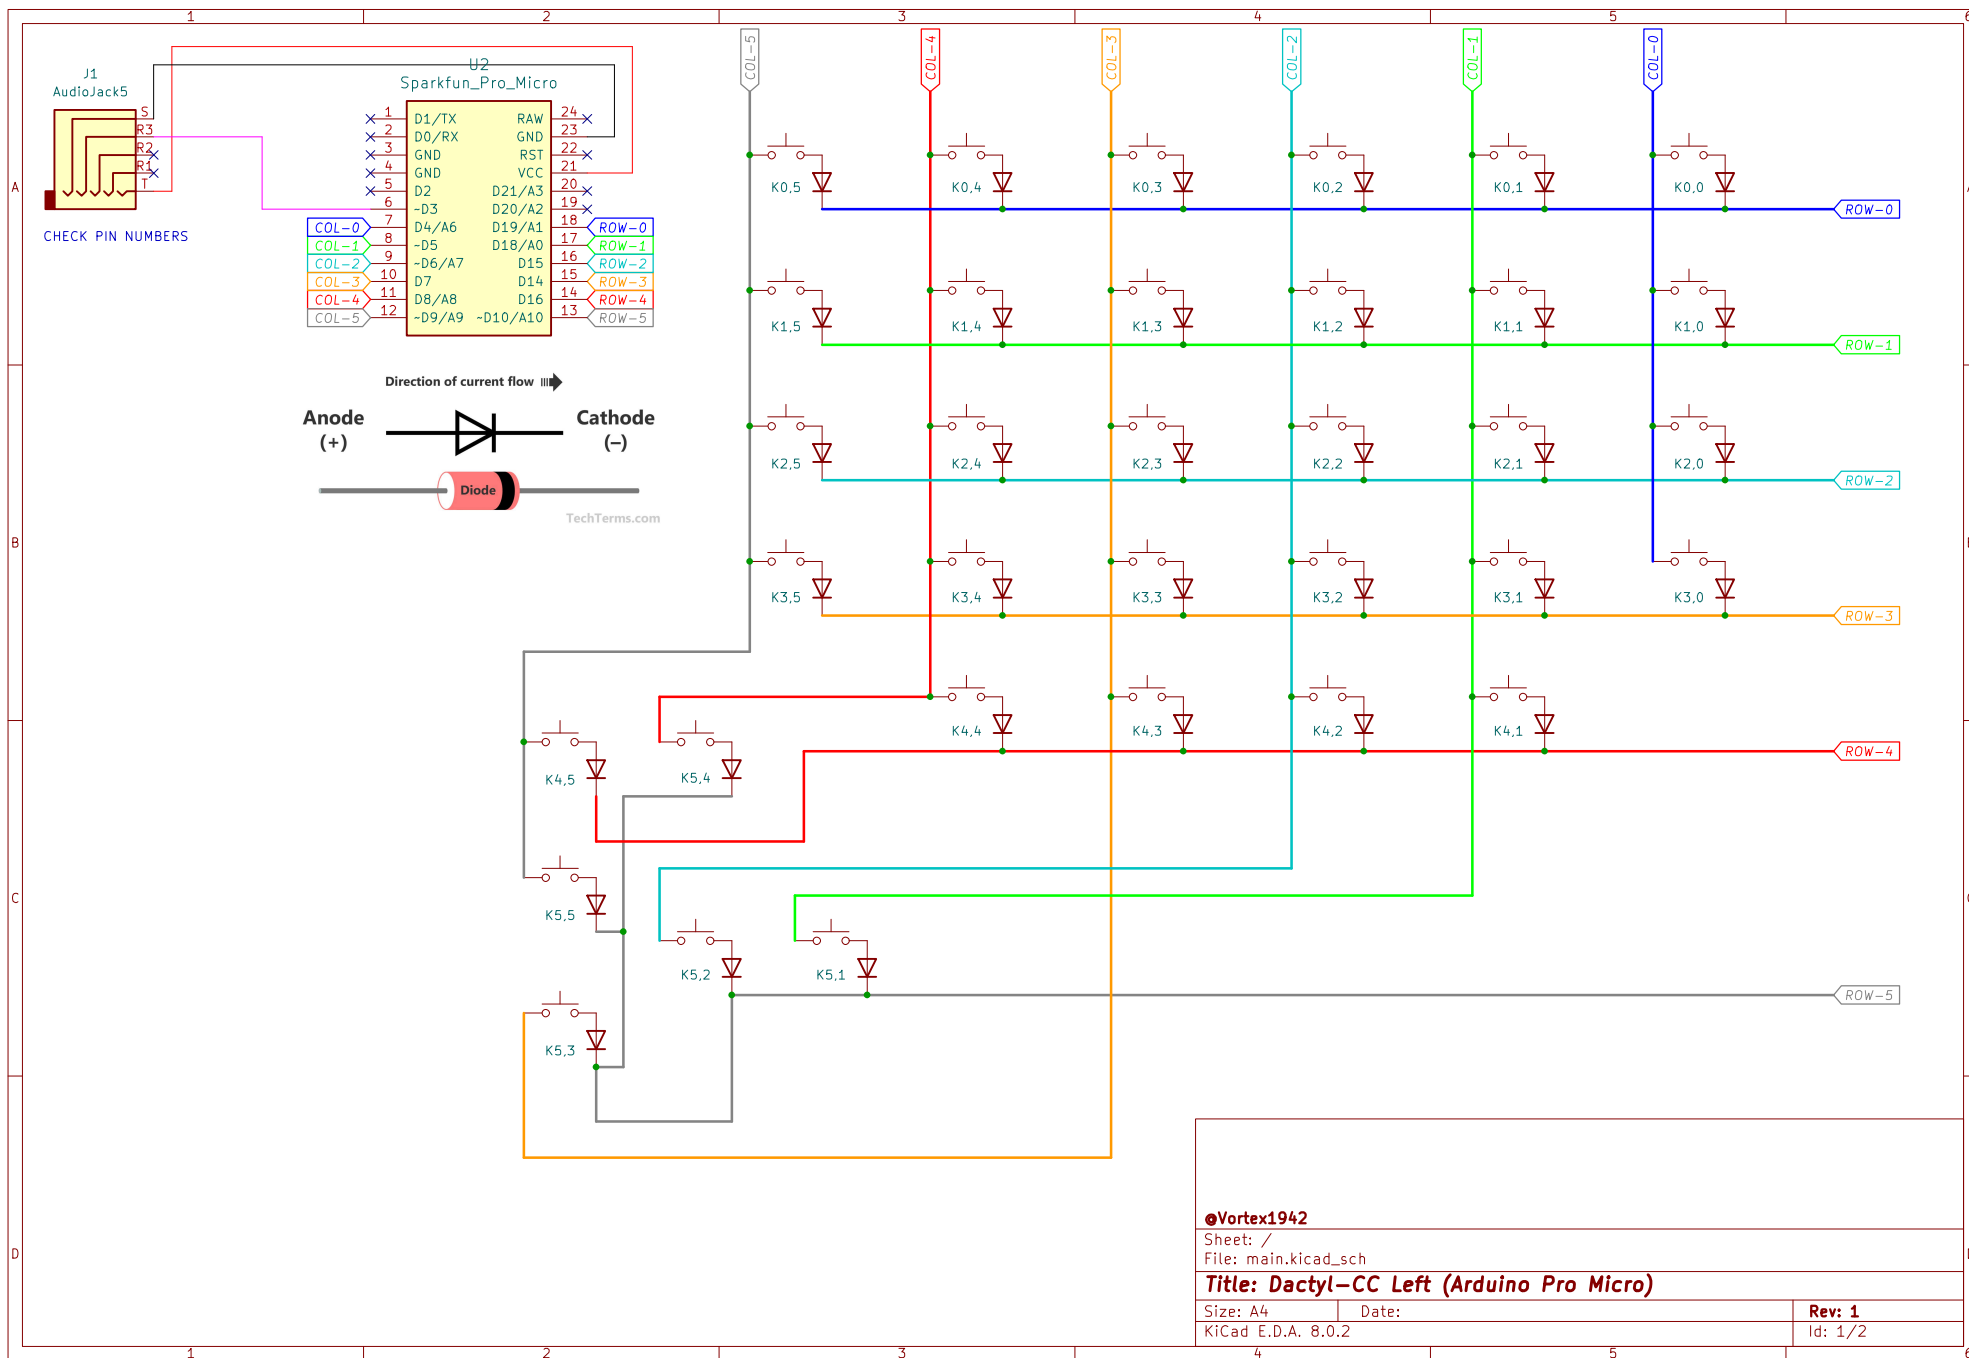 1 2 3 4 5 6
COL-5 COL-4 COL-3 COL-2 COL-1 COL-0
J1
AudioJack5
S
R3
R2
R1
T
CHECK PIN NUMBERS
U2
Sparkfun_Pro_Micro
1 D1/TX RAW 24
2 D0/RX GND 23
3 GND RST 22
4 GND VCC 21
5 D2 D21/A3 20
6 ~D3 D20/A2 19
COL-0 7 D4/A6 D19/A1 18 ROW-0
COL-1 8 ~D5 D18/A0 17 ROW-1
COL-2 9 ~D6/A7 D15 16 ROW-2
COL-3 10 D7 D14 15 ROW-3
COL-4 11 D8/A8 D16 14 ROW-4
COL-5 12 ~D9/A9 ~D10/A10 13 ROW-5
A
K0,5 K0,4 K0,3 K0,2 K0,1 K0,0
ROW-0
K1,5 K1,4 K1,3 K1,2 K1,1 K1,0
ROW-1
Direction of current flow
Anode
(+)
Cathode
(–)
Diode
TechTerms.com
K2,5 K2,4 K2,3 K2,2 K2,1 K2,0
ROW-2
B
K3,5 K3,4 K3,3 K3,2 K3,1 K3,0
ROW-3
K4,4 K4,3 K4,2 K4,1
ROW-4
K4,5 K5,4
C
K5,5
K5,2 K5,1
ROW-5
K5,3
D
@Vortex1942
Sheet: /
File: main.kicad_sch
Title: Dactyl-CC Left (Arduino Pro Micro)
Size: A4 Date: Rev: 1
KiCad E.D.A. 8.0.2 Id: 1/2
1 2 3 4 5 6